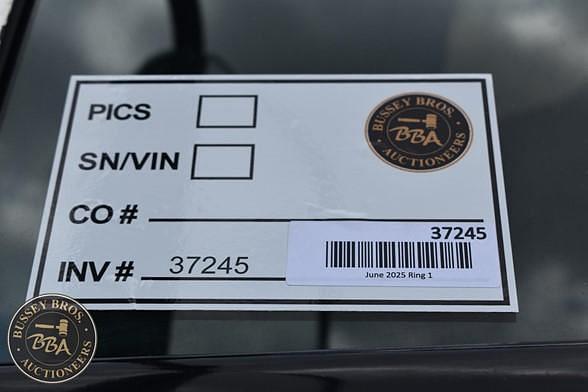 PICS
BUSSEY BROS.
BBA
AUCTIONEERS
SN/VIN
CO #
37245
INV # 37245
June 2025 Ring 1
BUSSEY BROS.
BBA
AUCTIONEERS